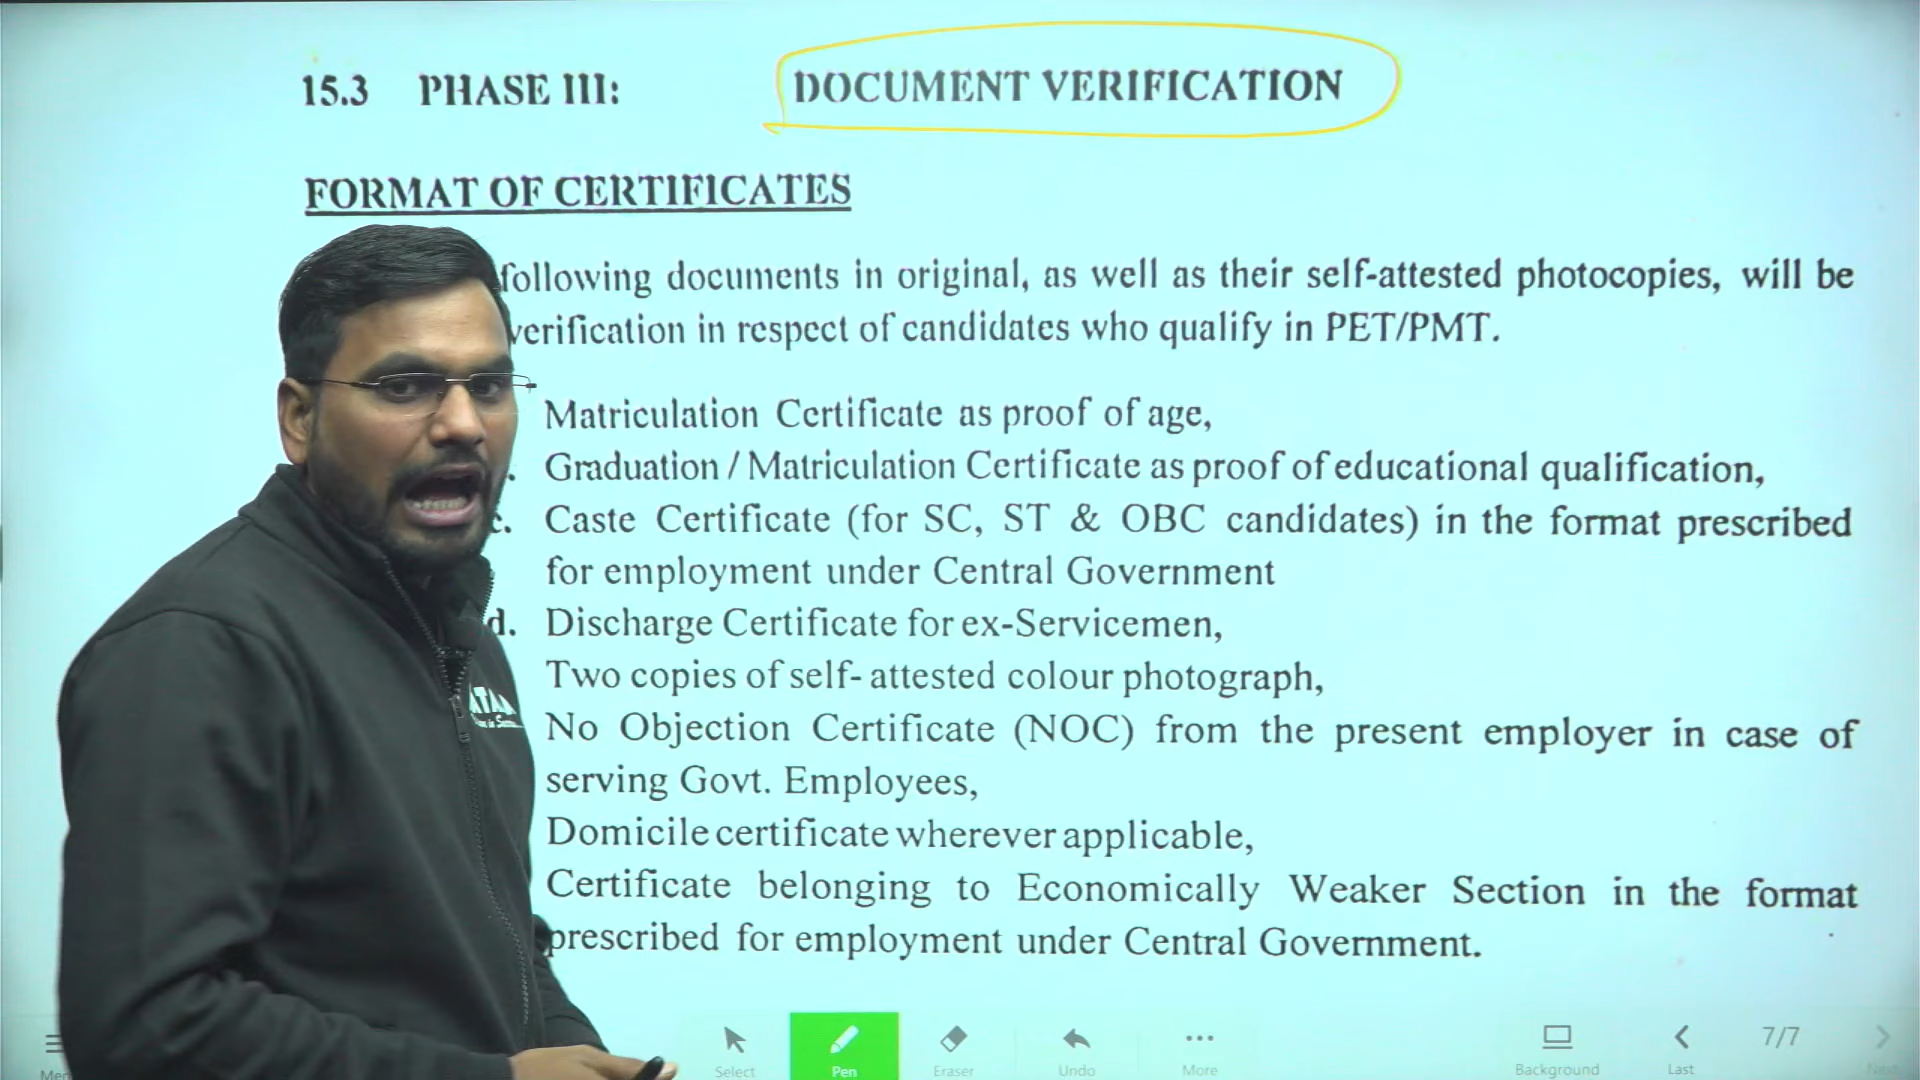 15.3 PHASE III: DOCUMENT VERIFICATION
FORMAT OF CERTIFICATES
following documents in original, as well as their self-attested photocopies, will be
verification in respect of candidates who qualify in PET/PMT.
Matriculation Certificate as proof of age,
. Graduation / Matriculation Certificate as proof of educational qualification,
c. Caste Certificate (for SC, ST & OBC candidates) in the format prescribed
for employment under Central Government
d. Discharge Certificate for ex-Servicemen,
Two copies of self- attested colour photograph,
No Objection Certificate (NOC) from the present employer in case of
serving Govt. Employees,
Domicile certificate wherever applicable,
Certificate belonging to Economically Weaker Section in the format
prescribed for employment under Central Government.
Select Pen Eraser Undo More Background Last 7/7 Next